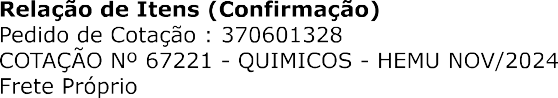 Relação de Itens (Confirmação)
Pedido de Cotação : 370601328
COTAÇÃO Nº 67221 - QUIMICOS - HEMU NOV/2024
Frete Próprio